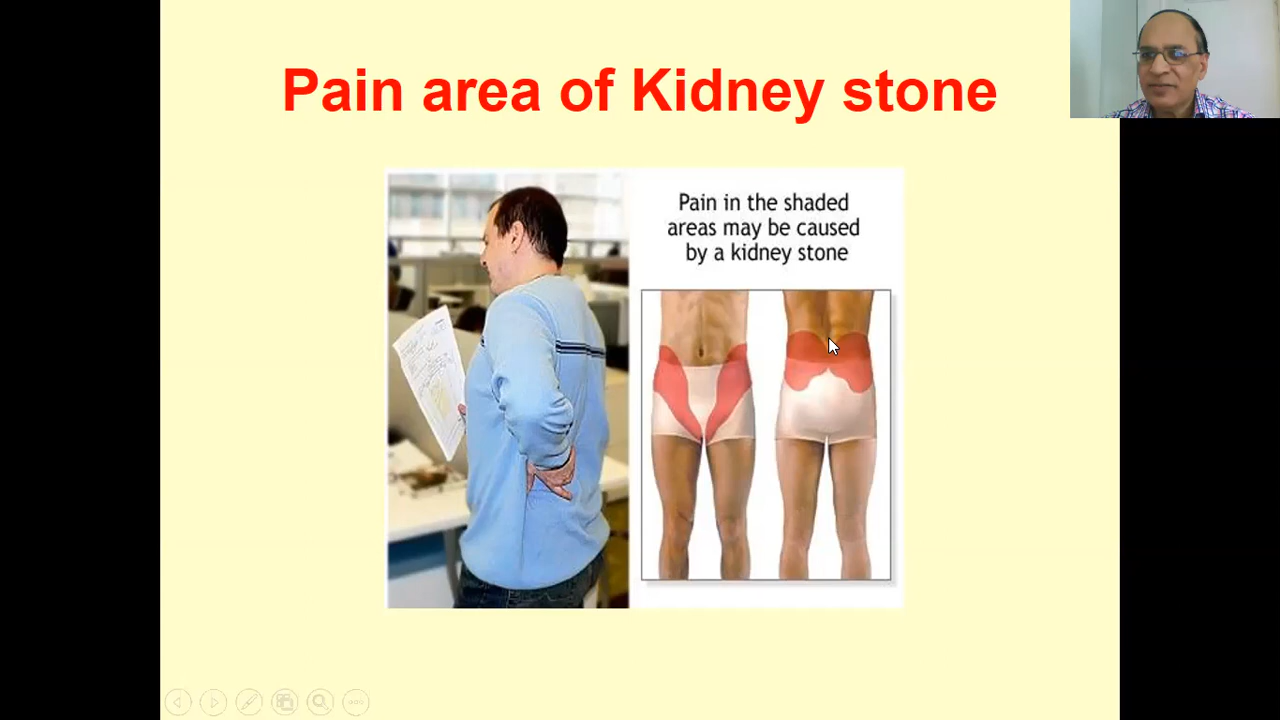 Pain area of Kidney stone
Pain in the shaded
areas may be caused
by a kidney stone